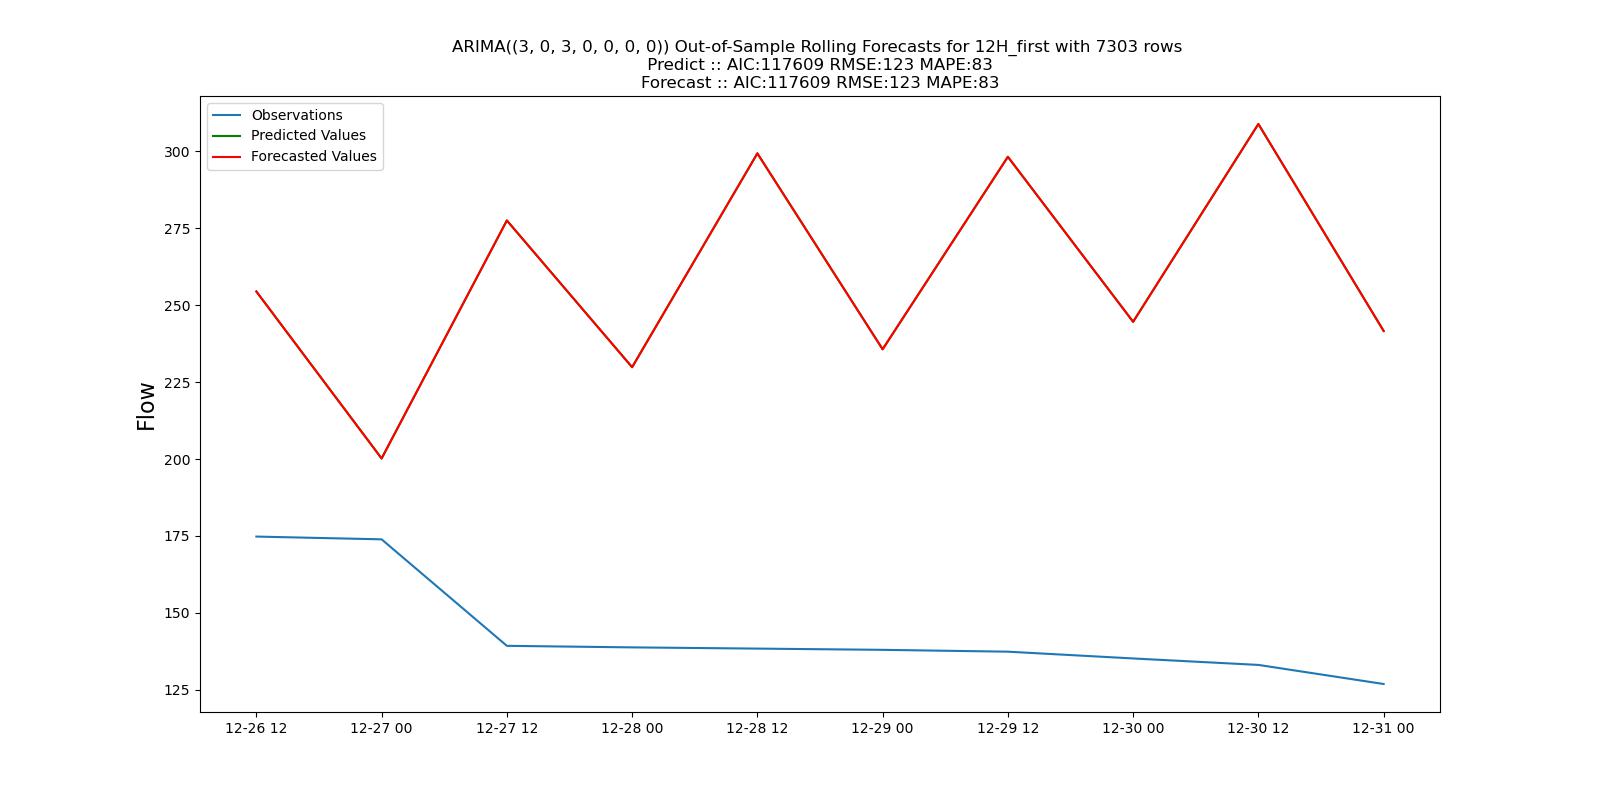 ARIMA((3, 0, 3, 0, 0, 0, 0)) Out-of-Sample Rolling Forecasts for 12H_first with 7303 rows
Predict :: AIC:117609 RMSE:123 MAPE:83
Forecast :: AIC:117609 RMSE:123 MAPE:83
Observations
Predicted Values
Forecasted Values
300
275
250
225
200
175
150
125
Flow
12-26 12
12-27 00
12-27 12
12-28 00
12-28 12
12-29 00
12-29 12
12-30 00
12-30 12
12-31 00